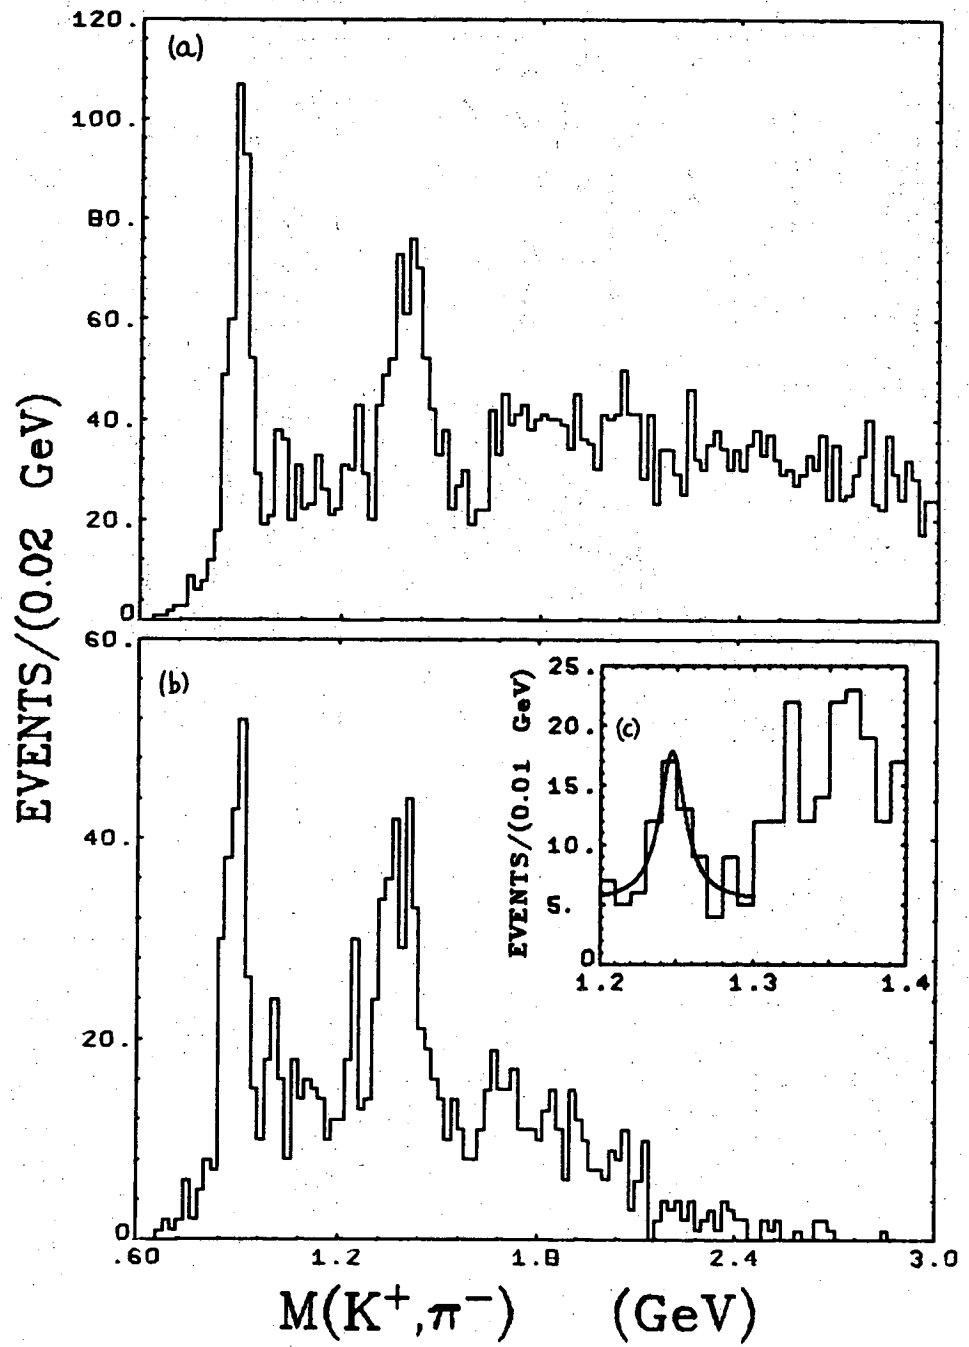 120.
(a)
100.
80.
60.
40.
20.
0
EVENTS/(0.02 GeV)
60.
(b)
40.
20.
0
.60 1.2 1.8 2.4 3.0
M(K⁺,π⁻) (GeV)
25.
(c)
20.
15.
10.
5.
0
EVENTS/(0.01 GeV)
1.2 1.3 1.4